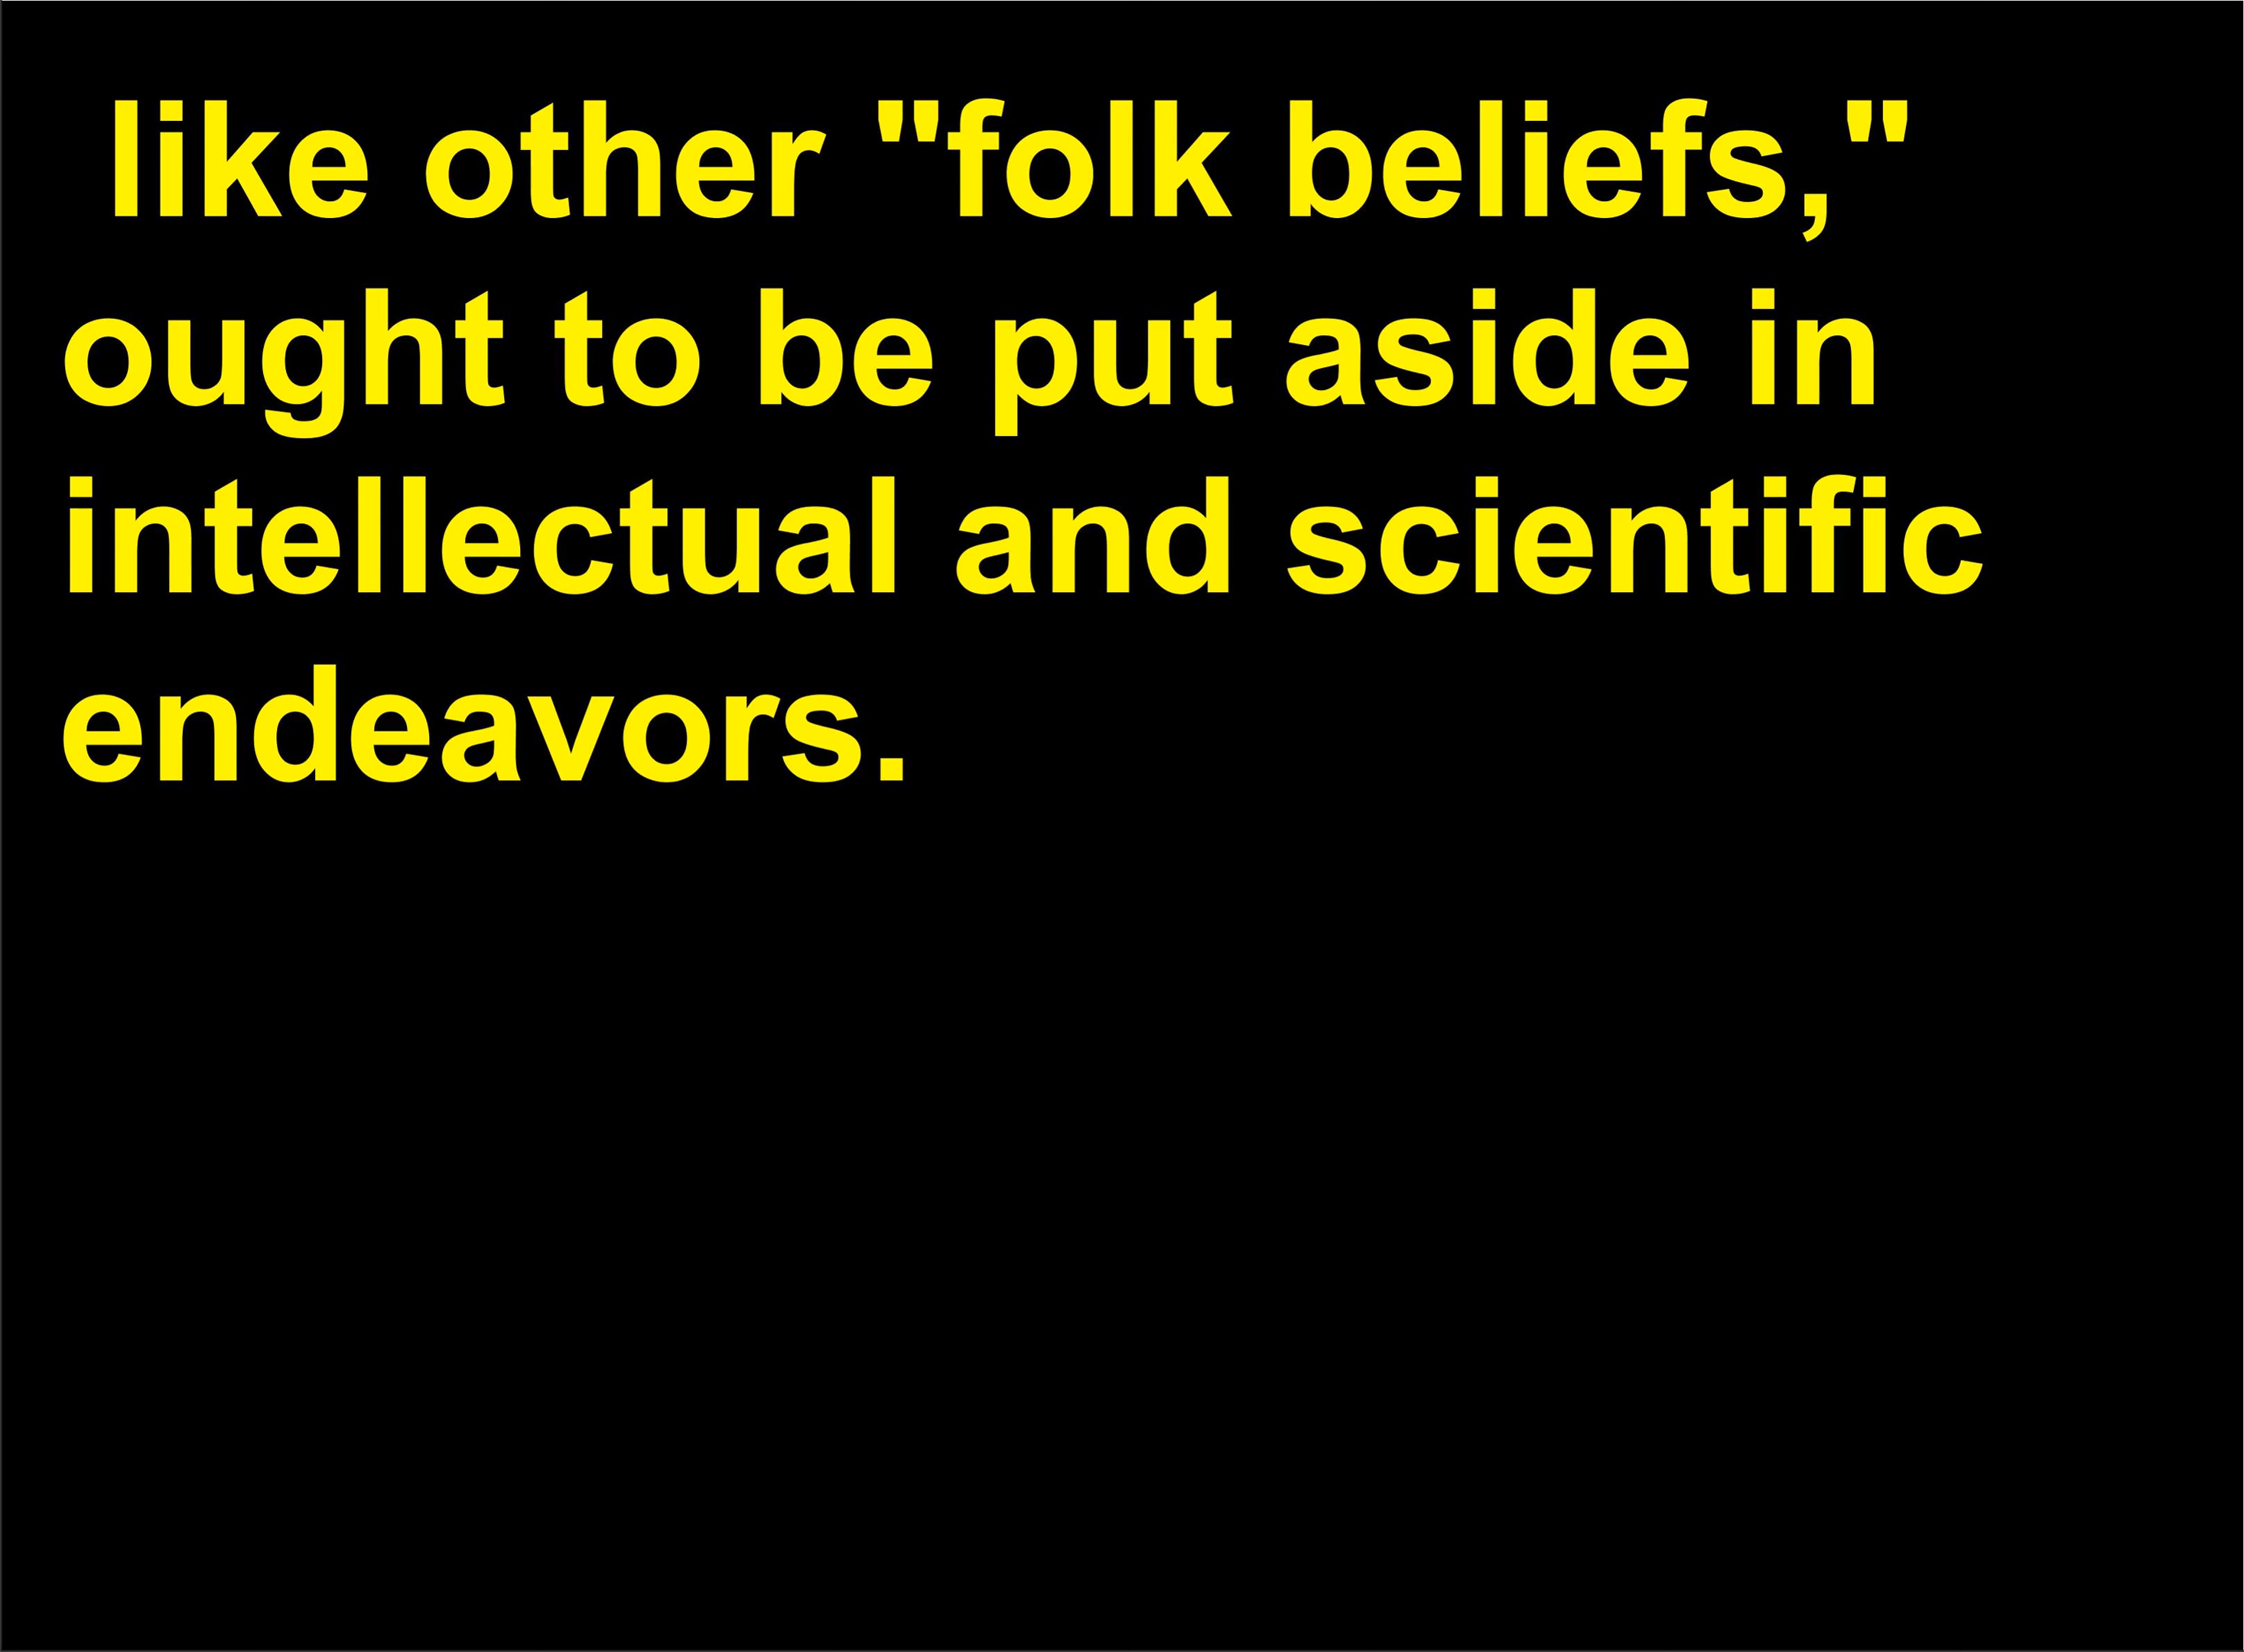 like other "folk beliefs,"
ought to be put aside in
intellectual and scientific
endeavors.